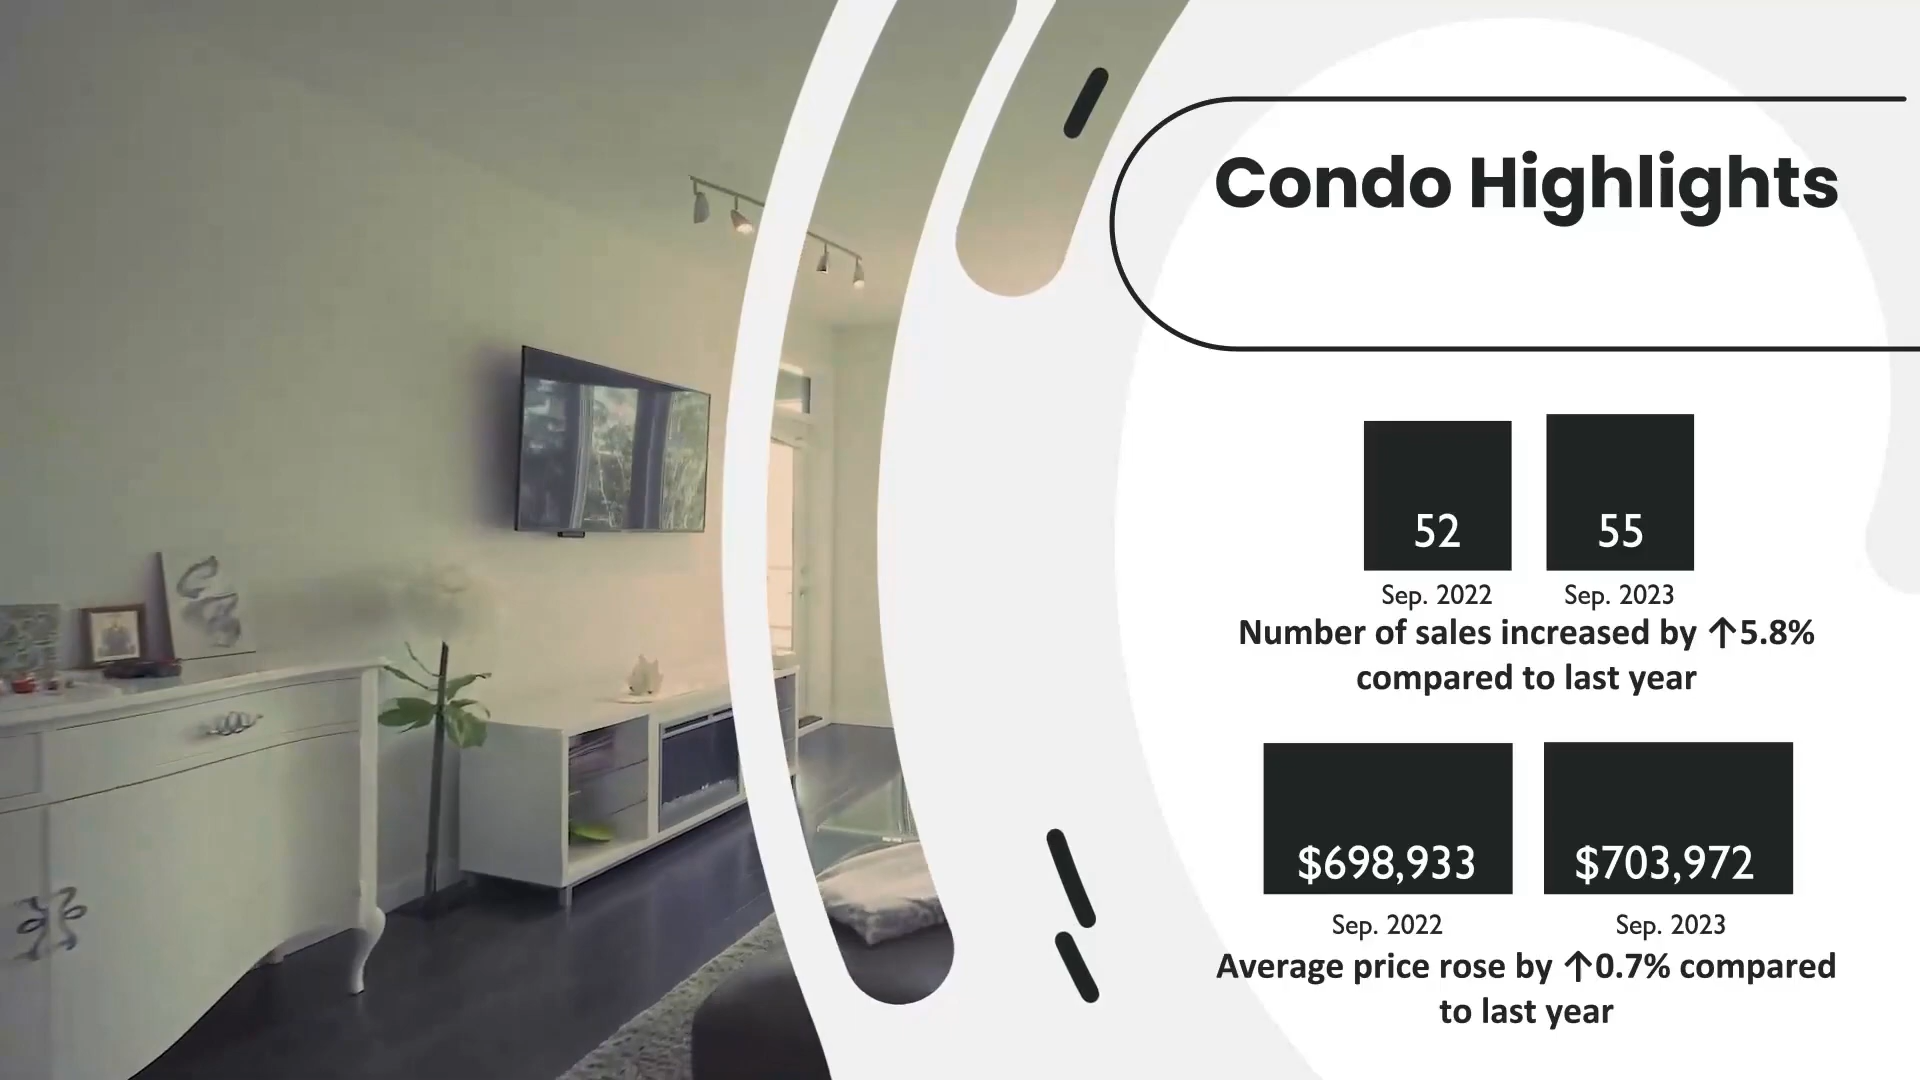 Condo Highlights
52
55
Sep. 2022
Sep. 2023
Number of sales increased by ↑5.8%
compared to last year
$698,933
$703,972
Sep. 2022
Sep. 2023
Average price rose by ↑0.7% compared
to last year